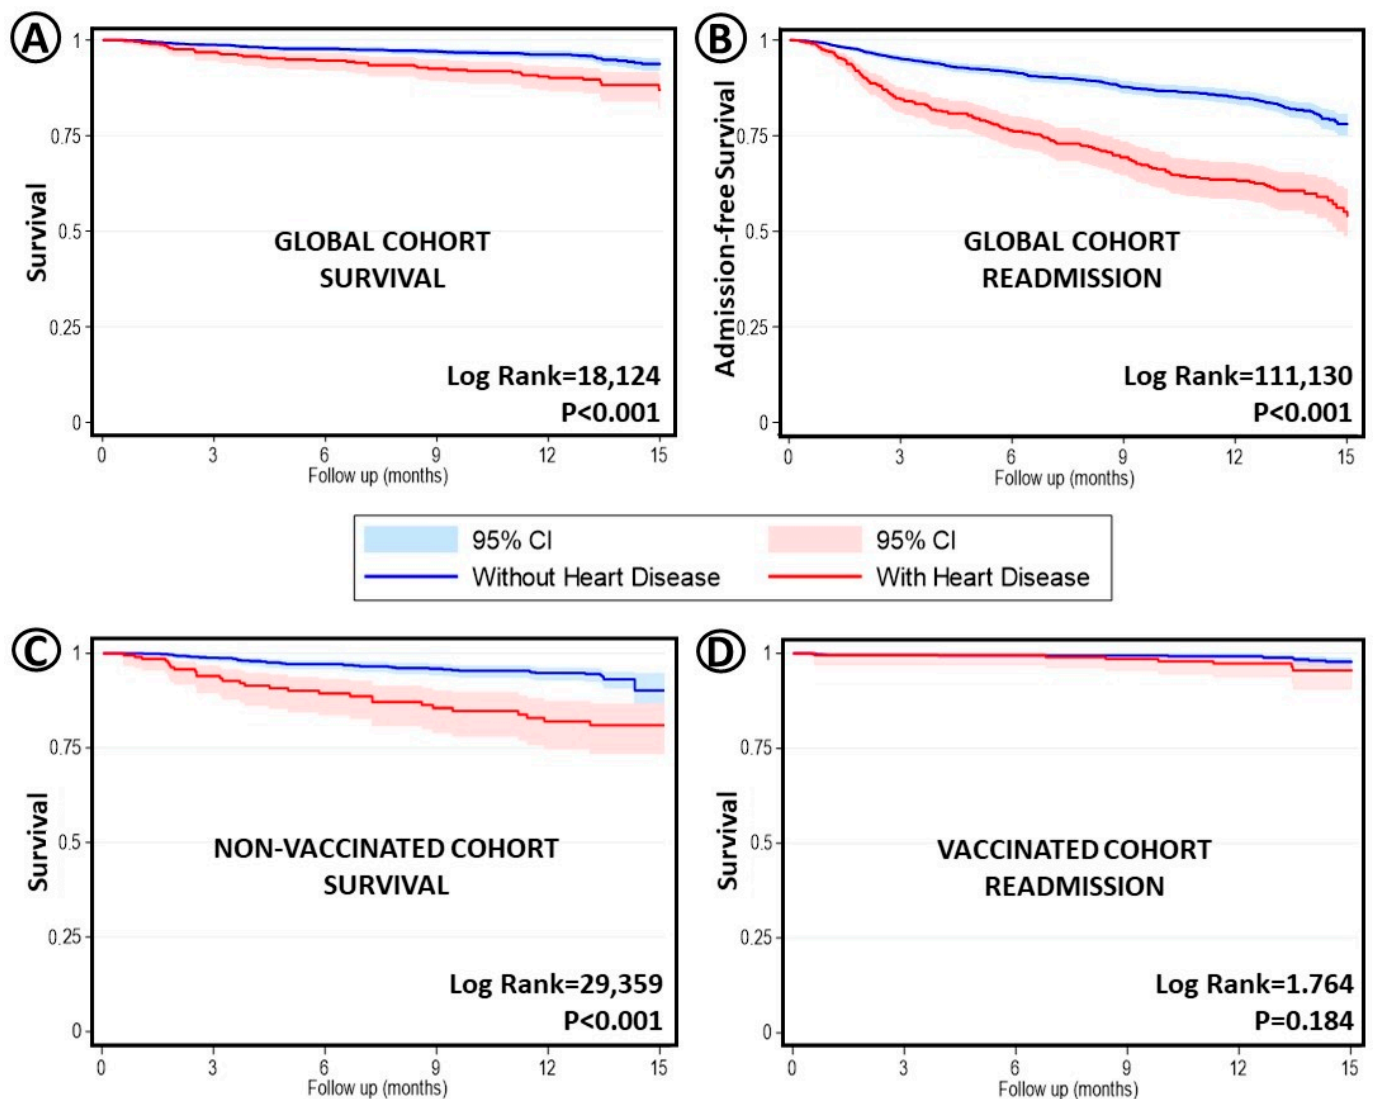 A
Survival
1
0.75
0.5
0.25
0
GLOBAL COHORT
SURVIVAL
Log Rank=18,124
P<0.001
0 3 6 9 12 15
Follow up (months)
B
Admission-free Survival
1
0.75
0.5
0.25
0
GLOBAL COHORT
READMISSION
Log Rank=111,130
P<0.001
0 3 6 9 12 15
Follow up (months)
95% CI 95% CI
Without Heart Disease With Heart Disease
C
Survival
1
0.75
0.5
0.25
0
NON-VACCINATED COHORT
SURVIVAL
Log Rank=29,359
P<0.001
0 3 6 9 12 15
Follow up (months)
D
Survival
1
0.75
0.5
0.25
0
VACCINATED COHORT
READMISSION
Log Rank=1.764
P=0.184
0 3 6 9 12 15
Follow up (months)